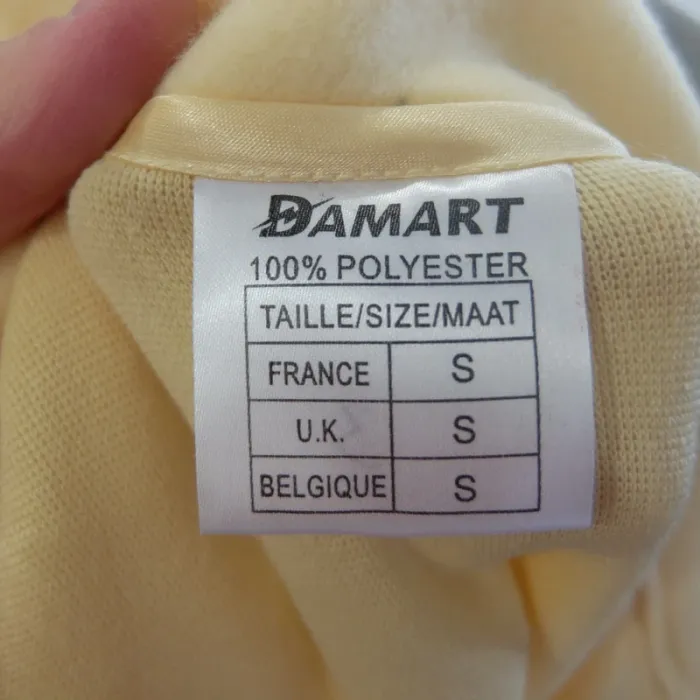 DAMART
100% POLYESTER
TAILLE/SIZE/MAAT
FRANCE S
U.K. S
BELGIQUE S